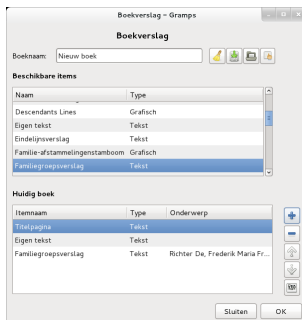 Boekverslag - Gramps
Boekverslag
Boeknaam: Nieuw boek
Beschikbare items
Naam Type
Descendants Lines Grafisch
Eigen tekst Tekst
Eindelijnsverslag Tekst
Familie-afstammelingenstamboom Grafisch
Familiegroepsverslag Tekst
Huidig boek
Itemnaam Type Onderwerp
Titelpagina Tekst
Eigen tekst Tekst
Familiegroepsverslag Tekst Richter De, Frederik Maria Fr...
Sluiten OK